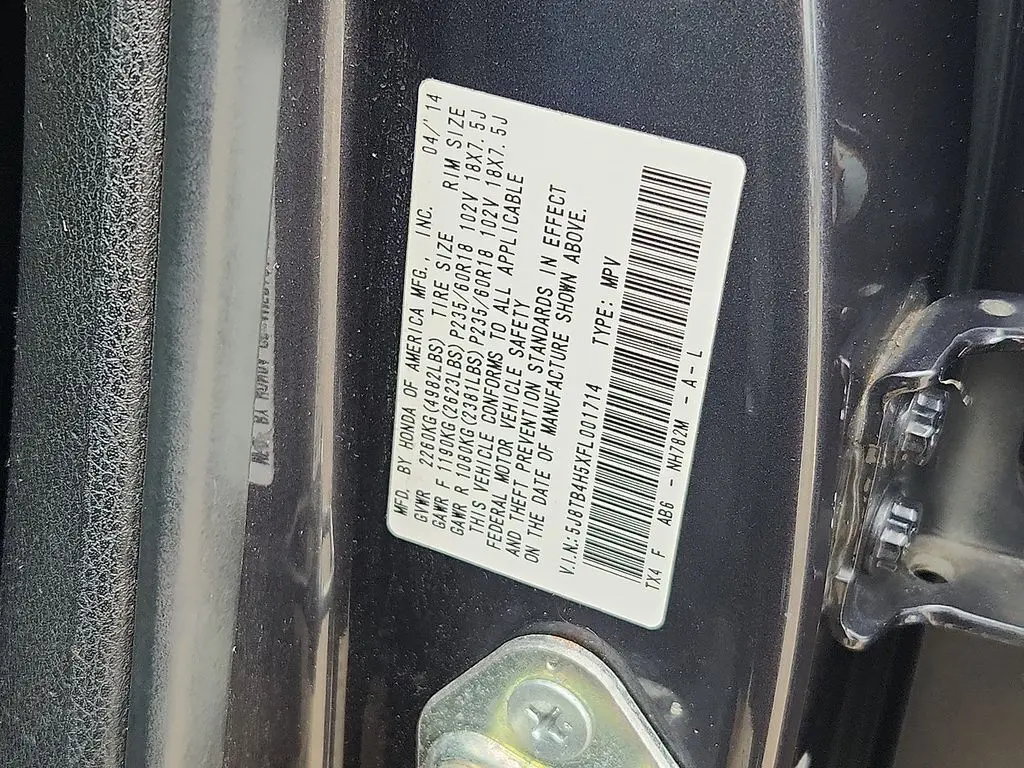 MFD. BY HONDA OF AMERICA MFG., INC. 04/'14
GVWR 2260KG(4982LBS) TIRE SIZE RIM SIZE
GAWR F 1190KG(2623LBS) P235/60R18 102V 18X7.5J
GAWR R 1080KG(2381LBS) P235/60R18 102V 18X7.5J
THIS VEHICLE CONFORMS TO ALL APPLICABLE
FEDERAL MOTOR VEHICLE SAFETY
AND THEFT PREVENTION STANDARDS IN EFFECT
ON THE DATE OF MANUFACTURE SHOWN ABOVE.
V.I.N.:5J8TB4H5XFL001714 TYPE: MPV
TX4 F AB6 -NH782M -A-L